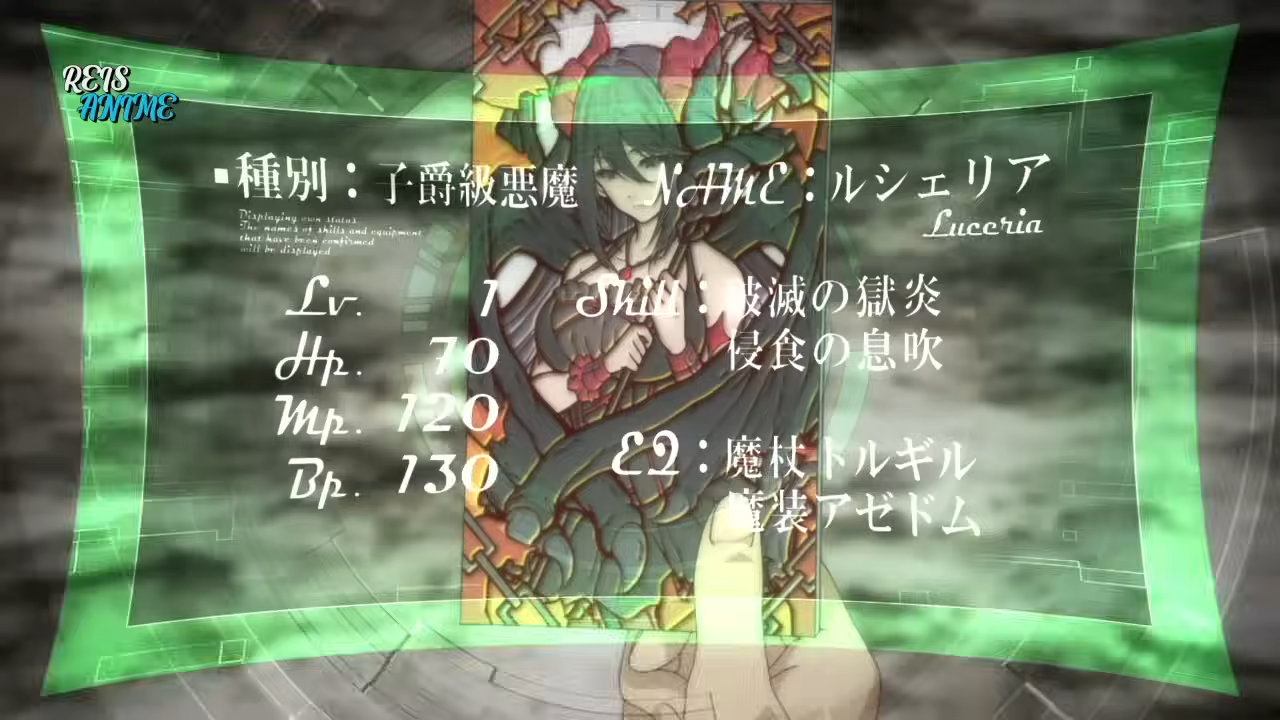 REIS
ANIME
▪種別：子爵級悪魔
NAME：ルシェリア
Luceria
Displaying own status
The names of skills and equipment
that have been confirmed
will be displayed
Lv. 1
Hp. 70
Mp. 120
Bp. 130
Skill：破滅の獄炎
侵食の息吹
EQ：魔杖トルギル
魔装アゼドム